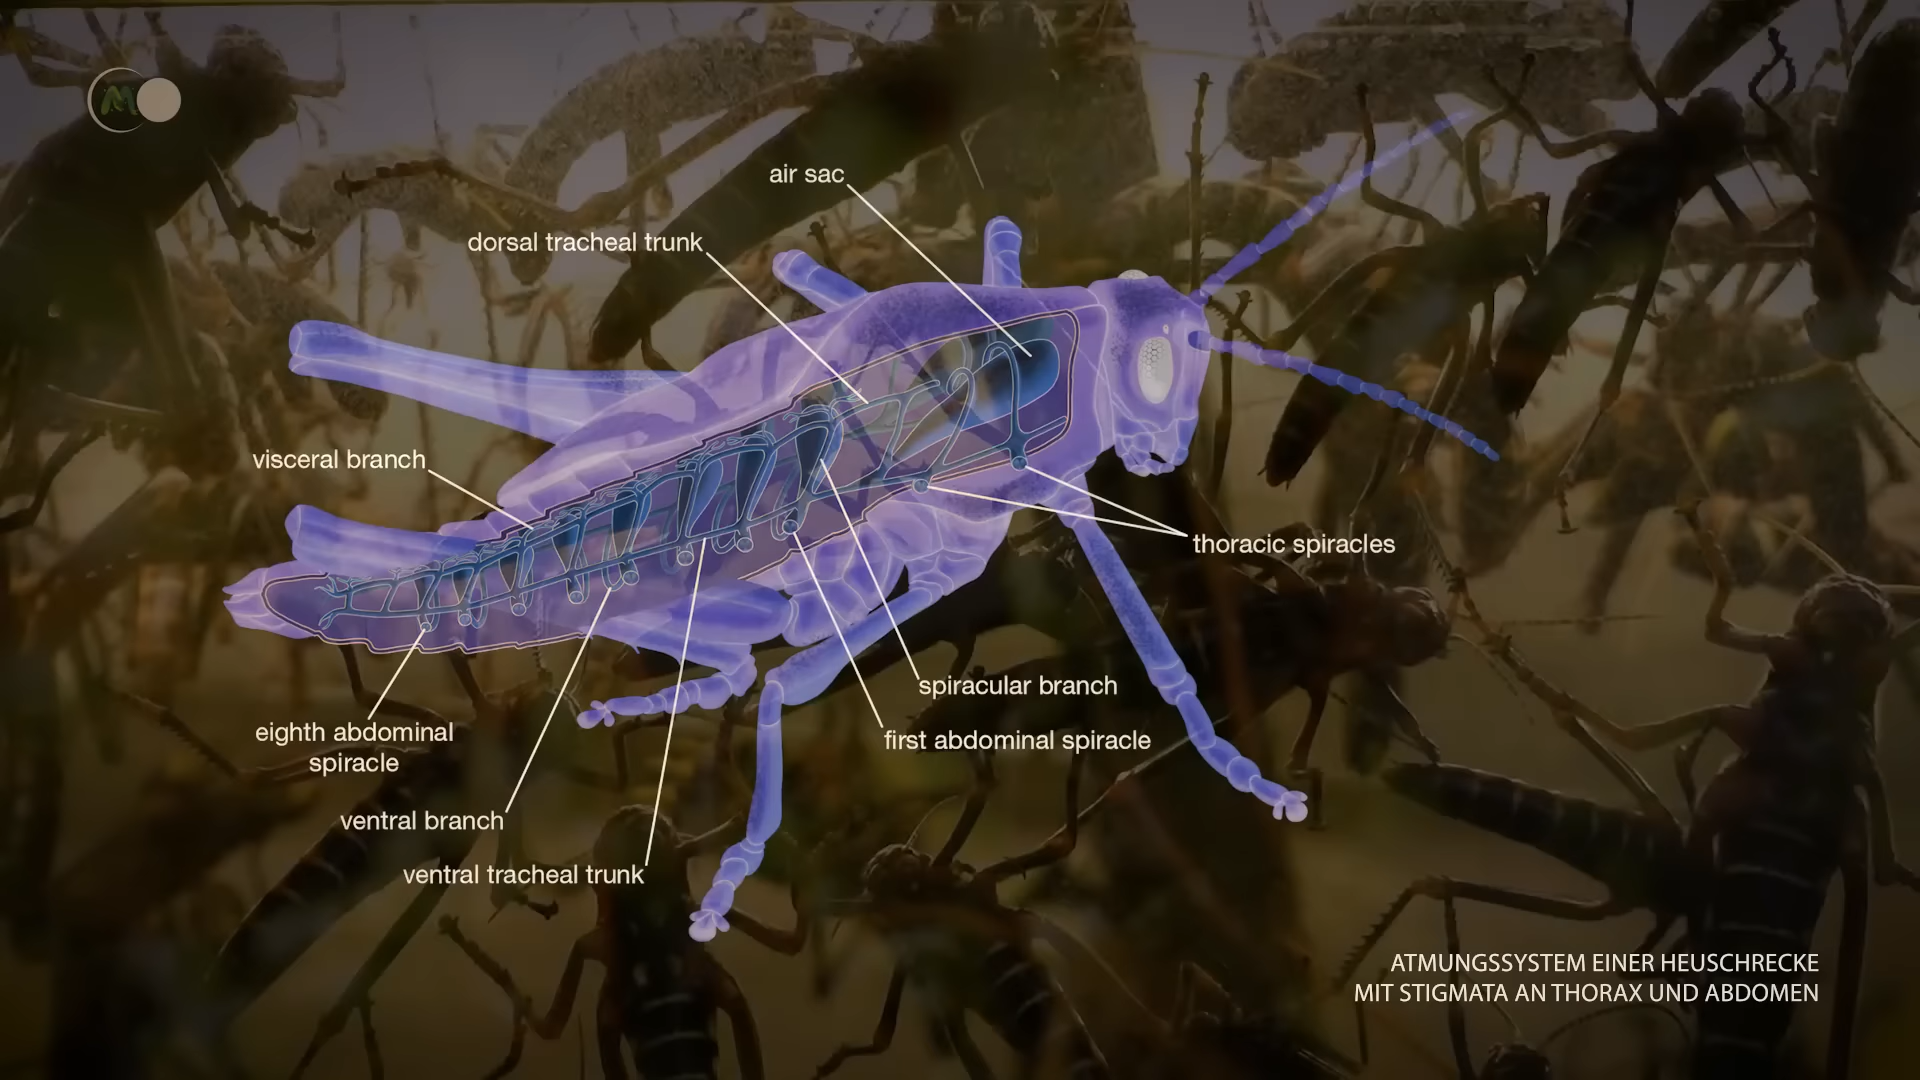 air sac
dorsal tracheal trunk
visceral branch
thoracic spiracles
spiracular branch
eighth abdominal
spiracle
first abdominal spiracle
ventral branch
ventral tracheal trunk
ATMUNGSSYSTEM EINER HEUSCHRECKE
MIT STIGMATA AN THORAX UND ABDOMEN
M